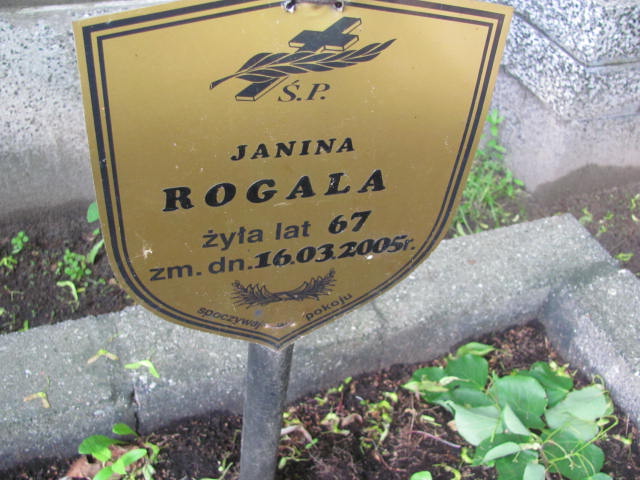 Ś.P.
JANINA
ROGALA
żyła lat 67
zm. dn. 16.03.2005r.
spoczywaj w pokoju